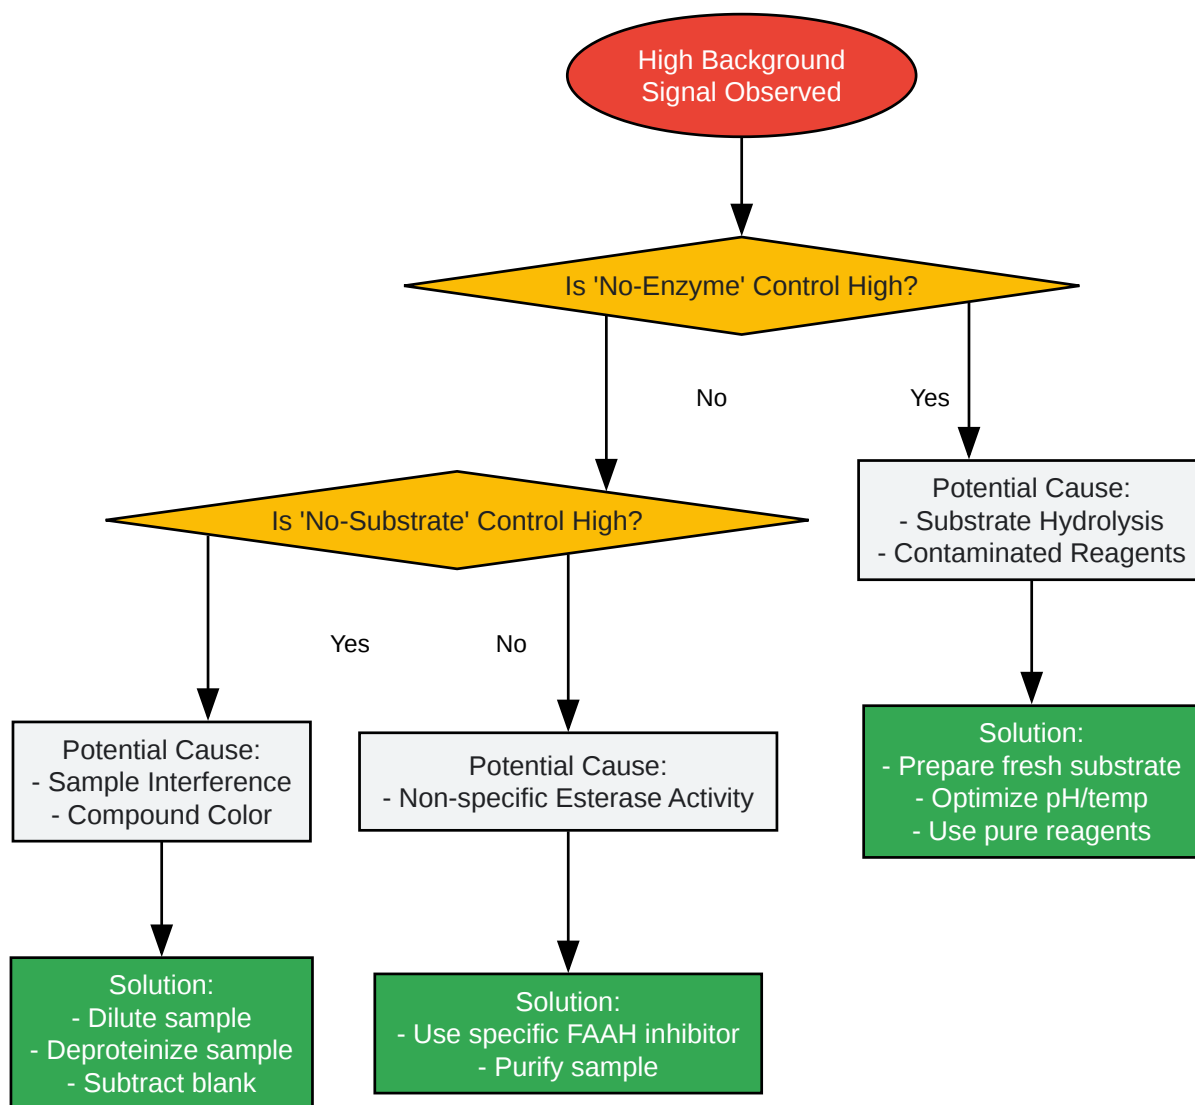 High Background
Signal Observed
Is 'No-Enzyme' Control High?
No
Yes
Is 'No-Substrate' Control High?
Potential Cause:
- Substrate Hydrolysis
- Contaminated Reagents
Yes
No
Potential Cause:
- Sample Interference
- Compound Color
Potential Cause:
- Non-specific Esterase Activity
Solution:
- Prepare fresh substrate
- Optimize pH/temp
- Use pure reagents
Solution:
- Dilute sample
- Deproteinize sample
- Subtract blank
Solution:
- Use specific FAAH inhibitor
- Purify sample